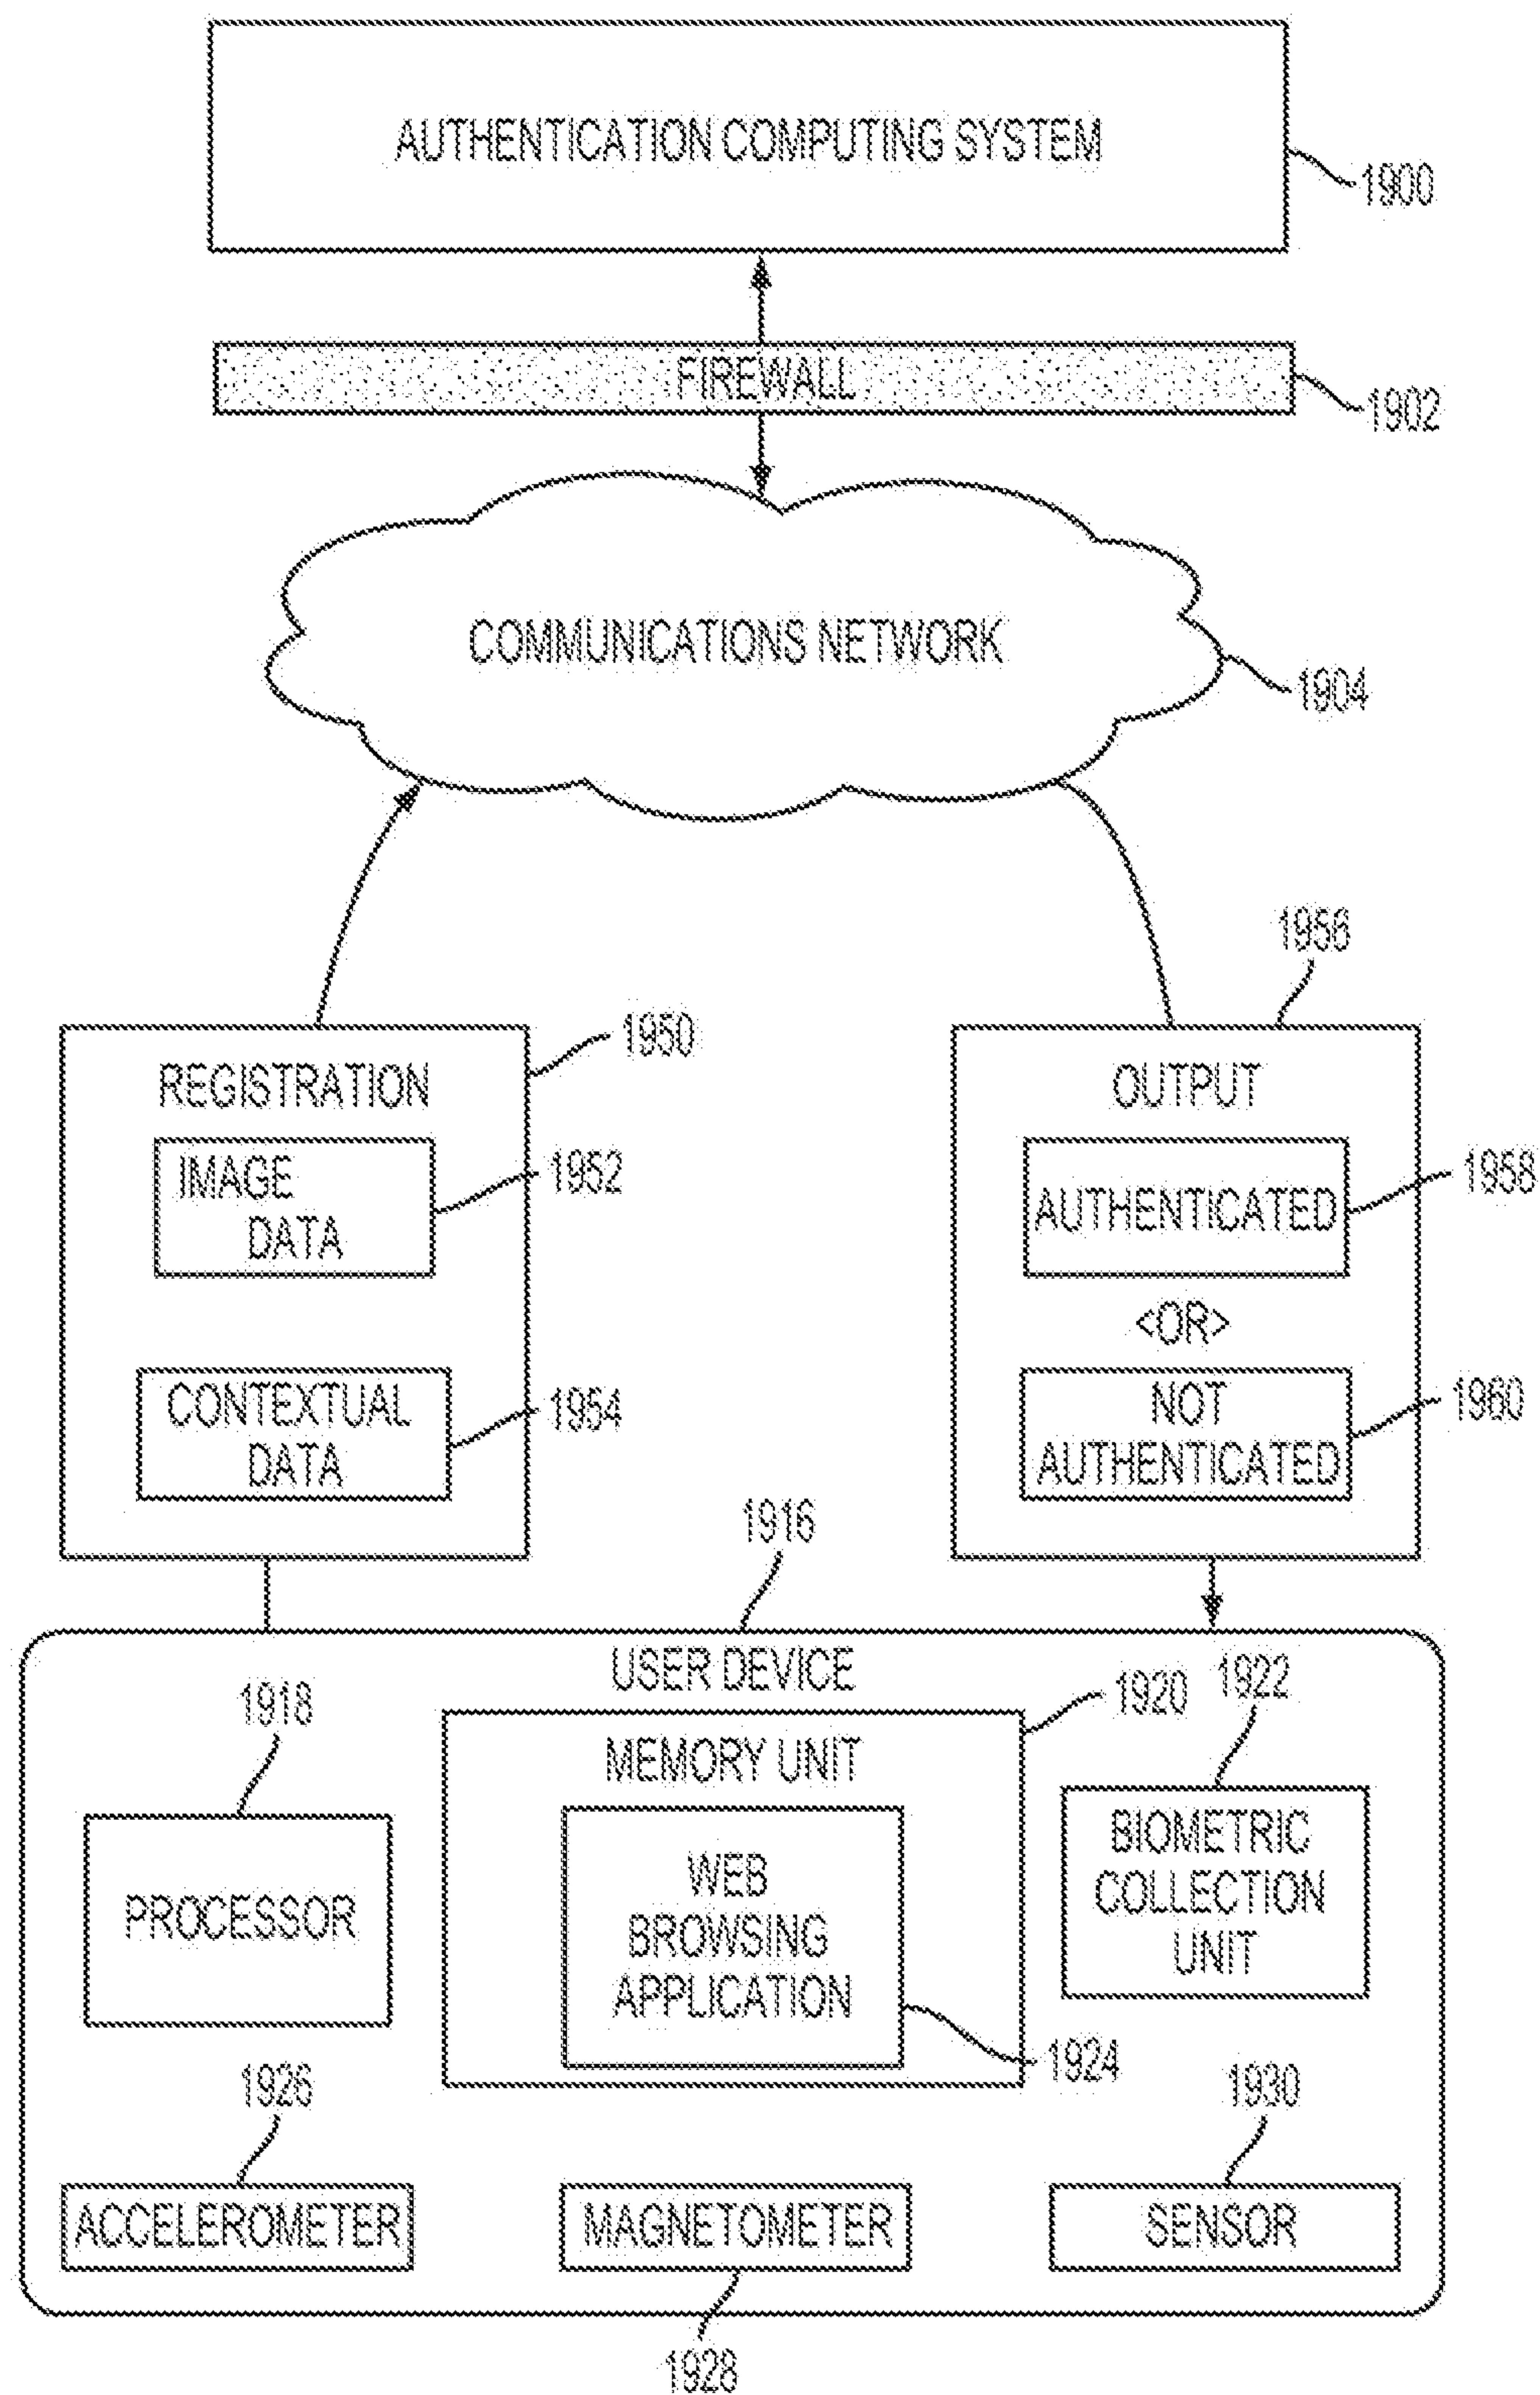 AUTHENTICATION COMPUTING SYSTEM
1900
FIREWALL
1902
COMMUNICATIONS NETWORK
1904
1956
1950
REGISTRATION
OUTPUT
IMAGE
DATA
1952
AUTHENTICATED
1958
<OR>
CONTEXTUAL
DATA
1954
NOT
AUTHENTICATED
1960
1916
USER DEVICE
1918
1920
1922
MEMORY UNIT
PROCESSOR
WEB
BROWSING
APPLICATION
BIOMETRIC
COLLECTION
UNIT
1924
1926
1930
ACCELEROMETER
MAGNETOMETER
SENSOR
1928